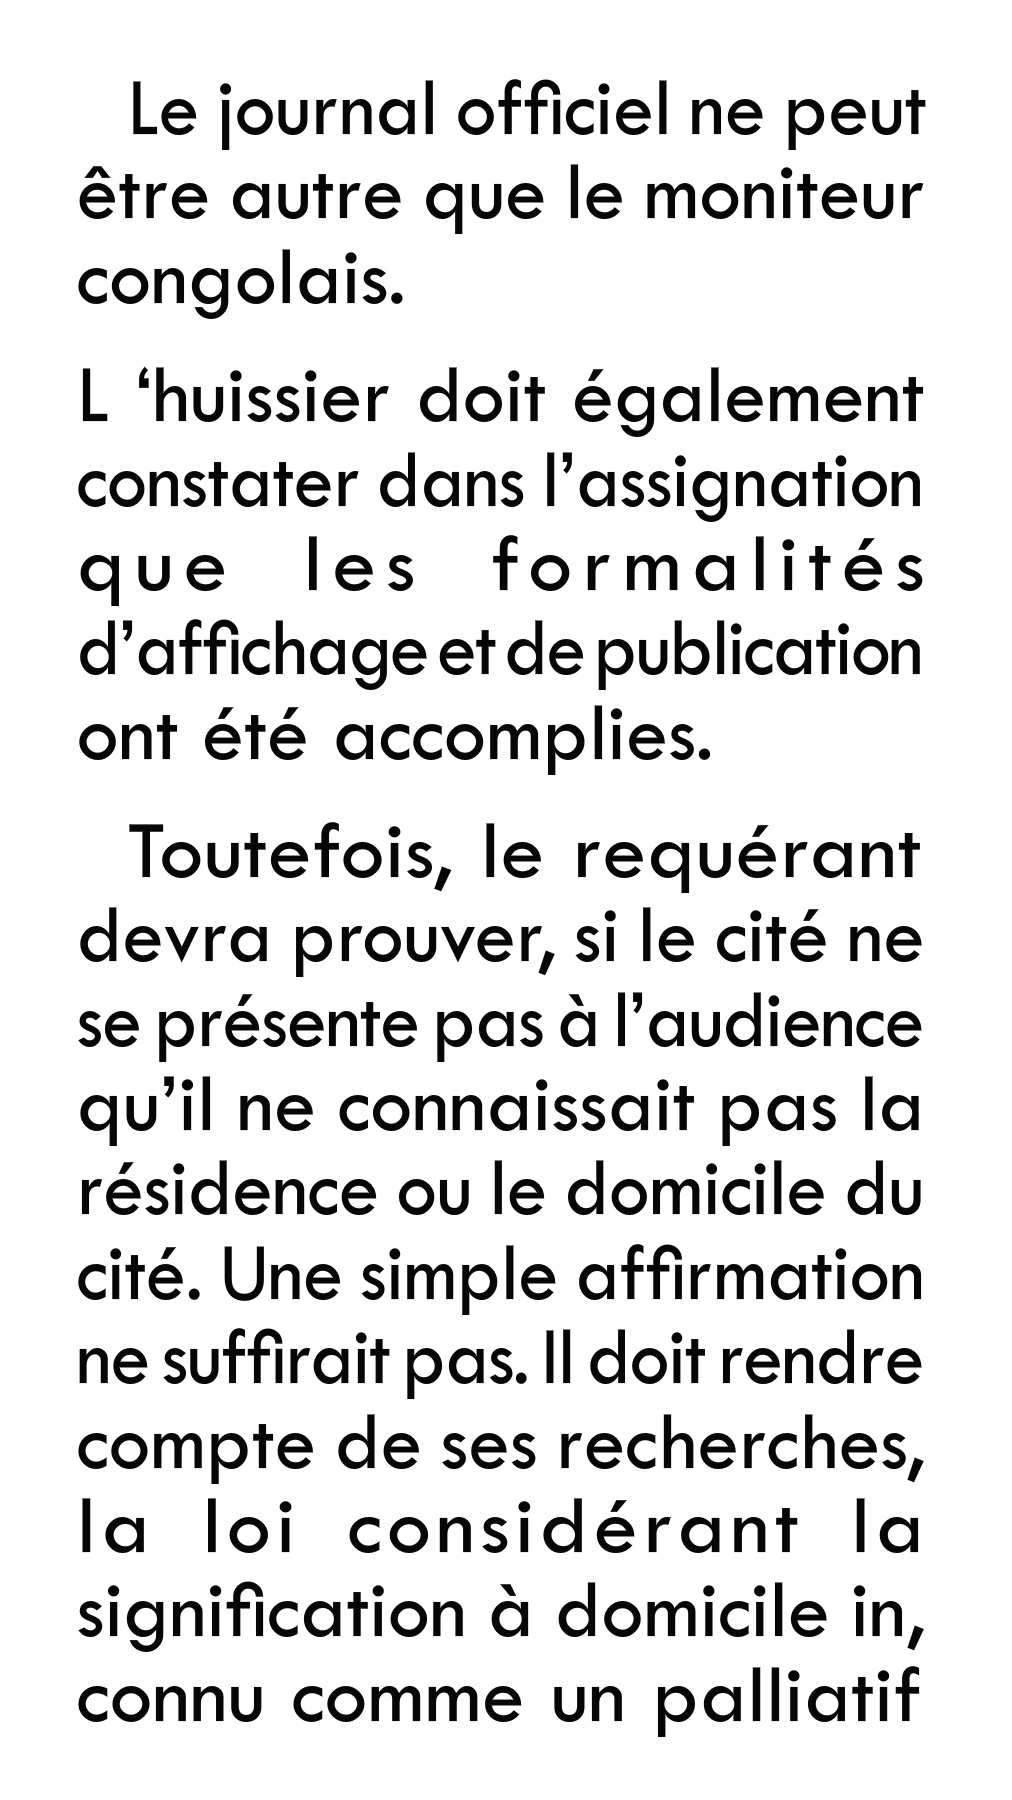 Le journal officiel ne peut
être autre que le moniteur
congolais.
L ‘huissier doit également
constater dans l’assignation
que les formalités
d’affichage et de publication
ont été accomplies.
Toutefois, le requérant
devra prouver, si le cité ne
se présente pas à l’audience
qu’il ne connaissait pas la
résidence ou le domicile du
cité. Une simple affirmation
ne suffirait pas. Il doit rendre
compte de ses recherches,
la loi considérant la
signification à domicile in,
connu comme un palliatif